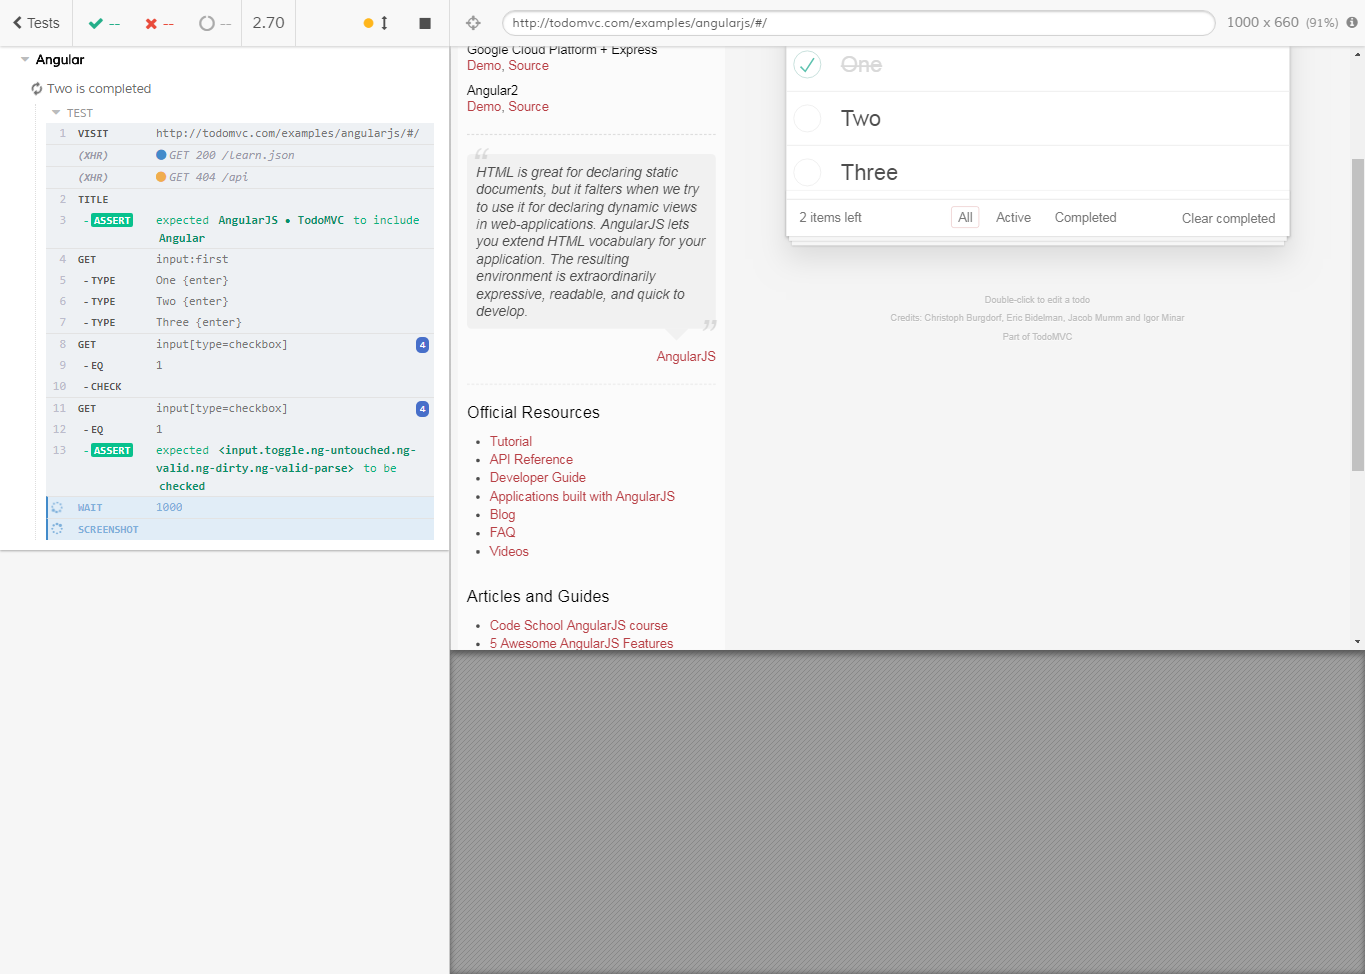 Tests
--
--
--
2.70
http://todomvc.com/examples/angularjs/#/
1000 x 660 (91%)
Angular
Two is completed
TEST
1 VISIT http://todomvc.com/examples/angularjs/#/
(XHR) GET 200 /learn.json
(XHR) GET 404 /api
2 TITLE
3 - ASSERT expected AngularJS • TodoMVC to include
Angular
4 GET input:first
5 - TYPE One {enter}
6 - TYPE Two {enter}
7 - TYPE Three {enter}
8 GET input[type=checkbox] 4
9 - EQ 1
10 - CHECK
11 GET input[type=checkbox] 4
12 - EQ 1
13 - ASSERT expected <input.toggle.ng-untouched.ng-
valid.ng-dirty.ng-valid-parse> to be
checked
WAIT 1000
SCREENSHOT
Google Cloud Platform + Express
Demo, Source
Angular2
Demo, Source
“
HTML is great for declaring static
documents, but it falters when we try
to use it for declaring dynamic views
in web-applications. AngularJS lets
you extend HTML vocabulary for your
application. The resulting
environment is extraordinarily
expressive, readable, and quick to
develop.
”
AngularJS
Official Resources
• Tutorial
• API Reference
• Developer Guide
• Applications built with AngularJS
• Blog
• FAQ
• Videos
Articles and Guides
• Code School AngularJS course
• 5 Awesome AngularJS Features
One
Two
Three
2 items left
All Active Completed
Clear completed
Double-click to edit a todo
Credits: Christoph Burgdorf, Eric Bidelman, Jacob Mumm and Igor Minar
Part of TodoMVC